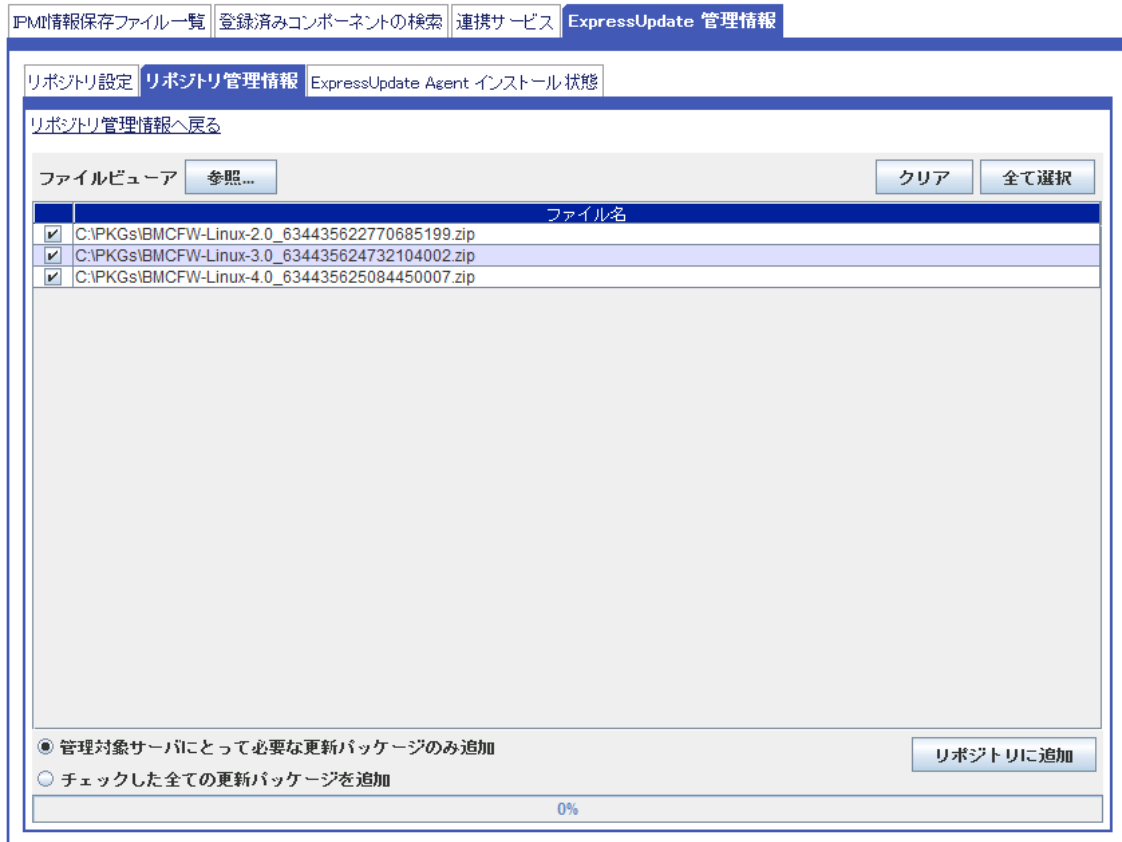 IPMI情報保存ファイル一覧 登録済みコンポーネントの検索 連携サービス ExpressUpdate 管理情報
リポジトリ設定 リポジトリ管理情報 ExpressUpdate Agent インストール状態
リポジトリ管理情報へ戻る
ファイルビューア 参照... クリア 全て選択
ファイル名
C:\PKGs\BMCFW-Linux-2.0_634435622770685199.zip
C:\PKGs\BMCFW-Linux-3.0_634435624732104002.zip
C:\PKGs\BMCFW-Linux-4.0_634435625084450007.zip
管理対象サーバにとって必要な更新パッケージのみ追加
リポジトリに追加
チェックした全ての更新パッケージを追加
0%